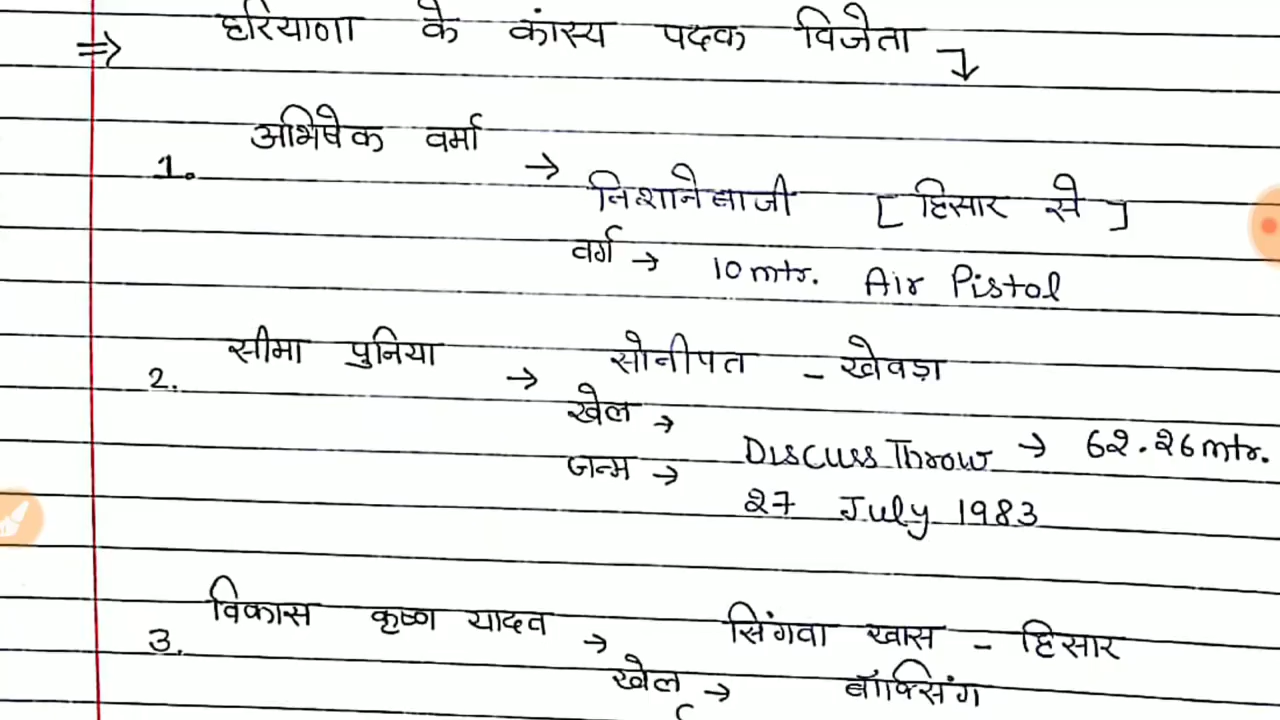 ⇒ हरियाणा के कांस्य पदक विजेता ↴
1. अभिषेक वर्मा → निशानेबाजी [ हिसार से ]
वर्ग → 10 mtr. Air Pistol
2. सीमा पुनिया → सोनीपत - खेवड़ा
खेल → Discuss Throw → 62.26 mtr.
जन्म → 27 July 1983
3. विकास कृष्ण यादव → सिंगवा खास - हिसार
खेल → बॉक्सिंग